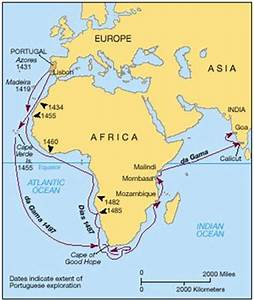 EUROPE
ASIA
PORTUGAL
Azores
1431
Lisbon
Madeira
1419
1434
1455
INDIA
Goa
Calicut
da Gama
AFRICA
1460
Cape
Verde
Is.
1455
Equator
Malindi
Mombasa
Mozambique
ATLANTIC
OCEAN
da Gama 1497
Dias 1487
1482
1485
INDIAN
OCEAN
Cape of
Good Hope
Dates indicate extent of
Portuguese exploration
0 2000 Miles
0 2000 Kilometers